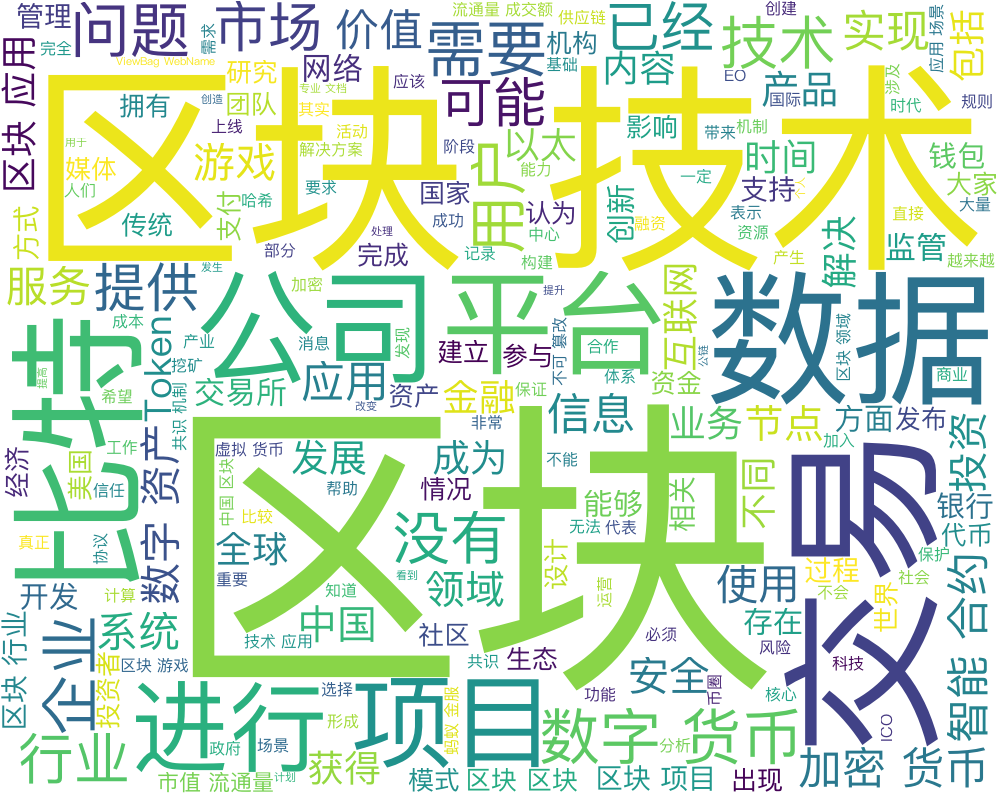 流通量 成交额
供应链
创建
管理
问题
市场
价值
需要
机构
已经
技术
实现
应用 场景
包括
完全
需求
ViewBag WebName
基础
内容
EO
涉及
区块 应用
研究
网络
专业 文档
应该
可能
产品
国际
时代
规则
拥有
团队
创造
其实
上线
活动
影响
带来
机制
用于
媒体
人们
游戏
解决方案
阶段
用户
以太
能力
时间
一定
钱包
大家
大量
区块 技术
传统
支付
哈希
要求
国家
认为
创新
支持
表示
资源
个人
直接
方式
成功
中心
融资
监管
越来越
部分
处理
完成
记录
构建
产生
解决
服务
提供
发生
加密
公司
平台
提升
互联网
数据
比特
成本
产业
消息
发现
建立
参与
不可 篡改
合作
公链
区块 领域
Token
挖矿
交易所
应用
资产
金融
保证
体系
资金
商业
提高
希望
共识 机制
改变
非常
信息
业务
节点
方面
发布
投资
经济
美国
数字 资产
工作
信任
虚拟 货币
中国 区块
发展
帮助
成为
情况
区块
不能
能够
相关
不同
加入
银行
代币
交易
真正
协议
比较
全球
没有
无法
代表
设计
保护
重要
看到
计算
知道
领域
使用
过程
不会
社会
世界
合约
开发
企业
系统
中国
技术 应用
社区
共识
生态
运营
必须
存在
风险
科技
智能
区块 行业
投资者
区块 游戏
进行
选择
项目
蚂蚁 金服
功能
安全
币圈
核心
ICO
行业
政府
形成
场景
获得
数字 货币
分析
加密 货币
市值 流通量
计划
模式
区块 区块
区块 项目
出现